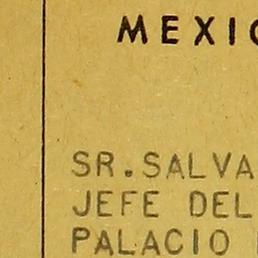 MEXIC
SR. SALVA
JEFE DEL
PALACIO